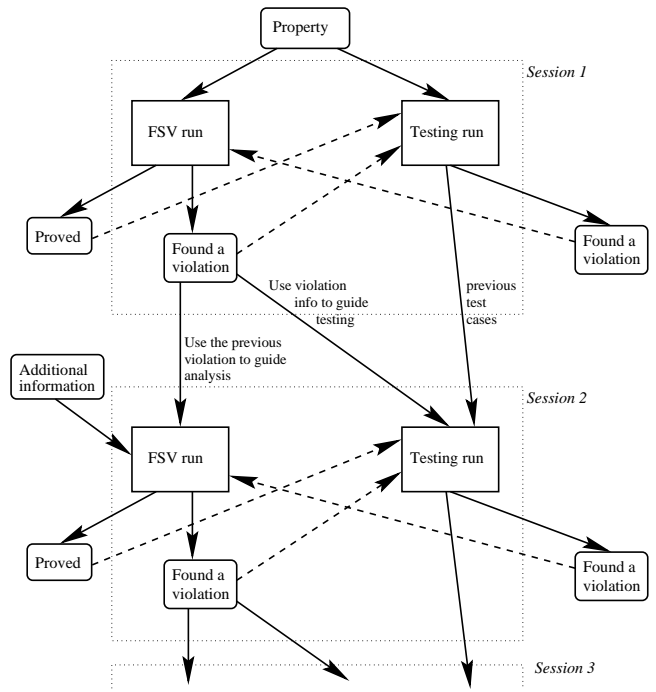 Property
Session 1
FSV run
Testing run
Proved
Found a
violation
Found a
violation
Use violation
info to guide
testing
previous
test
cases
Use the previous
violation to guide
analysis
Additional
information
Session 2
FSV run
Testing run
Proved
Found a
violation
Found a
violation
Session 3